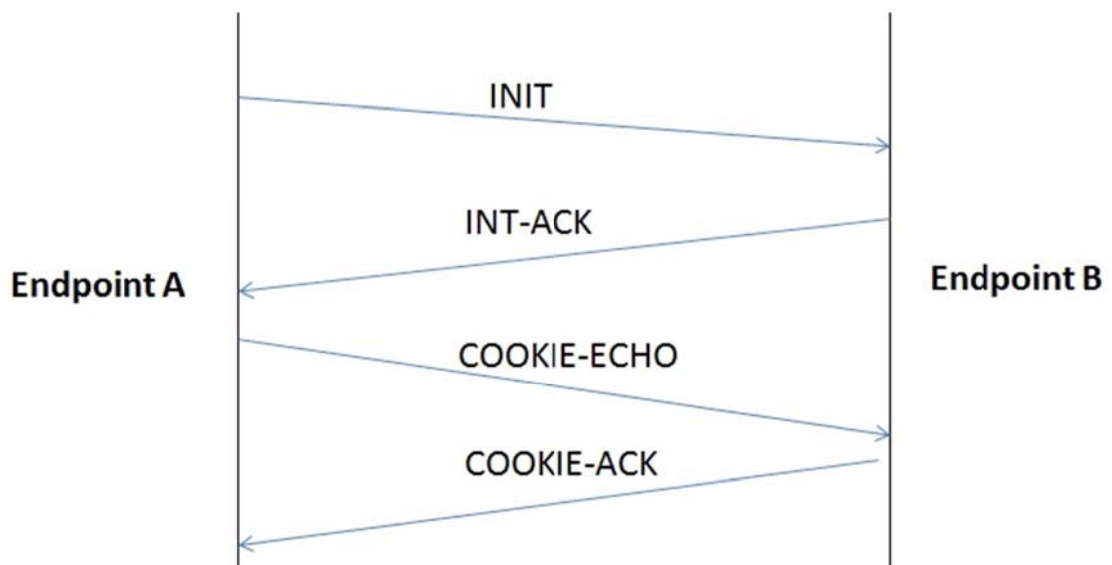 INIT
INT-ACK
Endpoint A
Endpoint B
COOKIE-ECHO
COOKIE-ACK